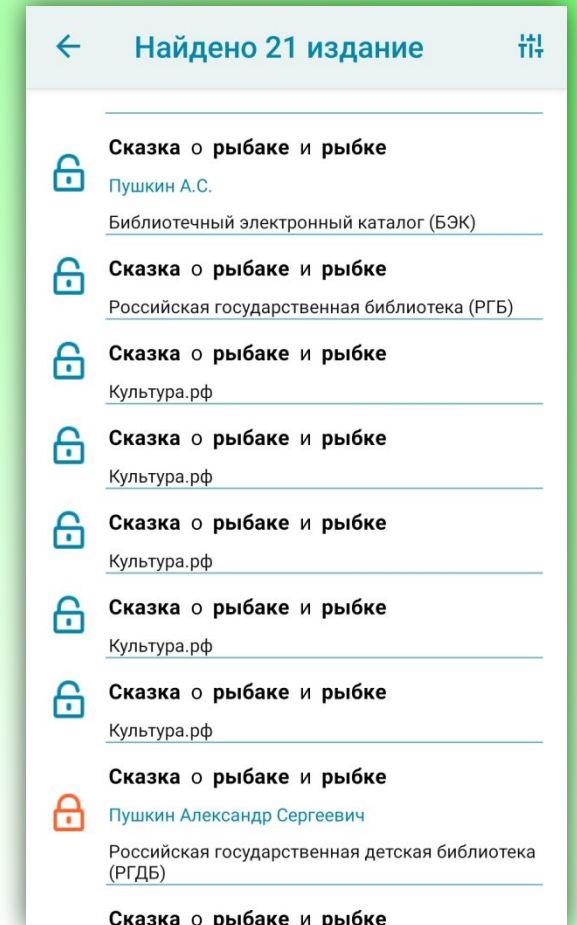 Найдено 21 издание
Сказка о рыбаке и рыбке
Пушкин А.С.
Библиотечный электронный каталог (БЭК)
Сказка о рыбаке и рыбке
Российская государственная библиотека (РГБ)
Сказка о рыбаке и рыбке
Культура.рф
Сказка о рыбаке и рыбке
Культура.рф
Сказка о рыбаке и рыбке
Культура.рф
Сказка о рыбаке и рыбке
Культура.рф
Сказка о рыбаке и рыбке
Культура.рф
Сказка о рыбаке и рыбке
Пушкин Александр Сергеевич
Российская государственная детская библиотека
(РГДБ)
Сказка о рыбаке и рыбке